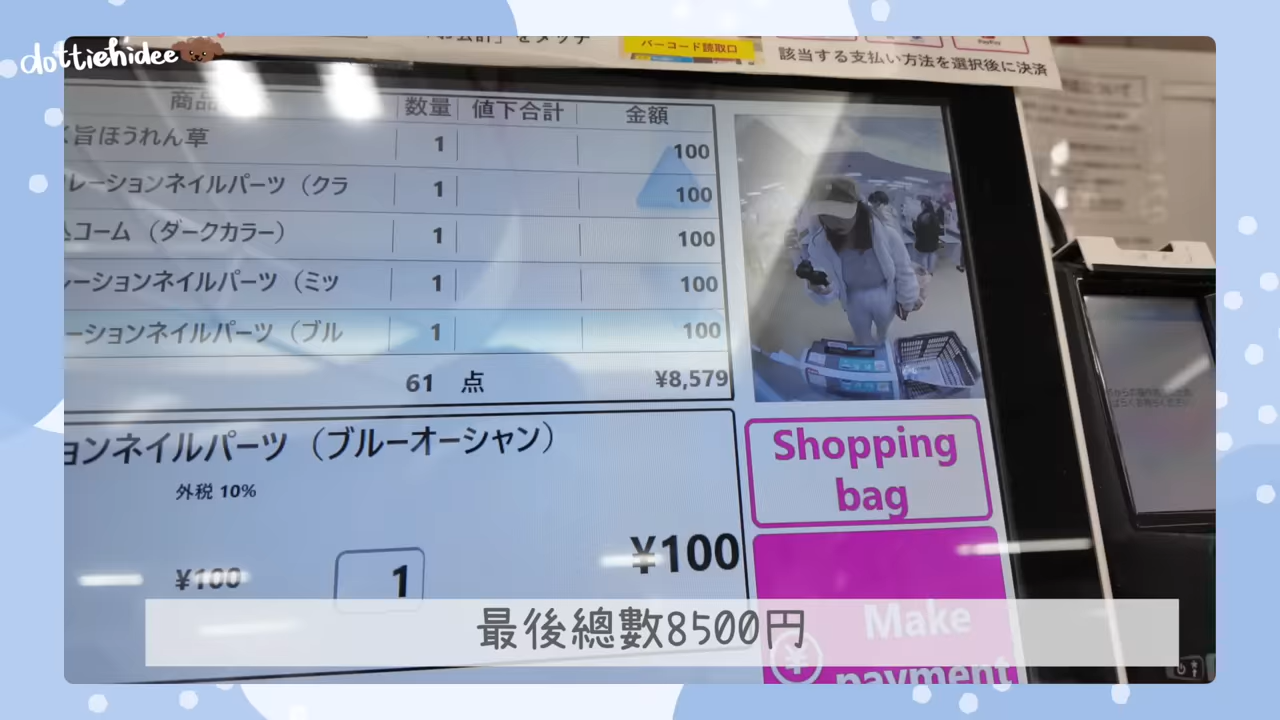 dottiehidee
「お会計」をタッチ
バーコード読取口
PayPay
該当する支払い方法を選択後に決済
商品 数量 値下合計 金額
旨ほうれん草 1 100
レーションネイルパーツ（クラ 1 100
コーム（ダークカラー） 1 100
ーションネイルパーツ（ミッ 1 100
ーションネイルパーツ（ブル 1 100
61 点 ¥8,579
ョンネイルパーツ（ブルーオーシャン）
外税 10%
¥100 1 ¥100
Shopping
bag
Make
payment
最後總數8500円